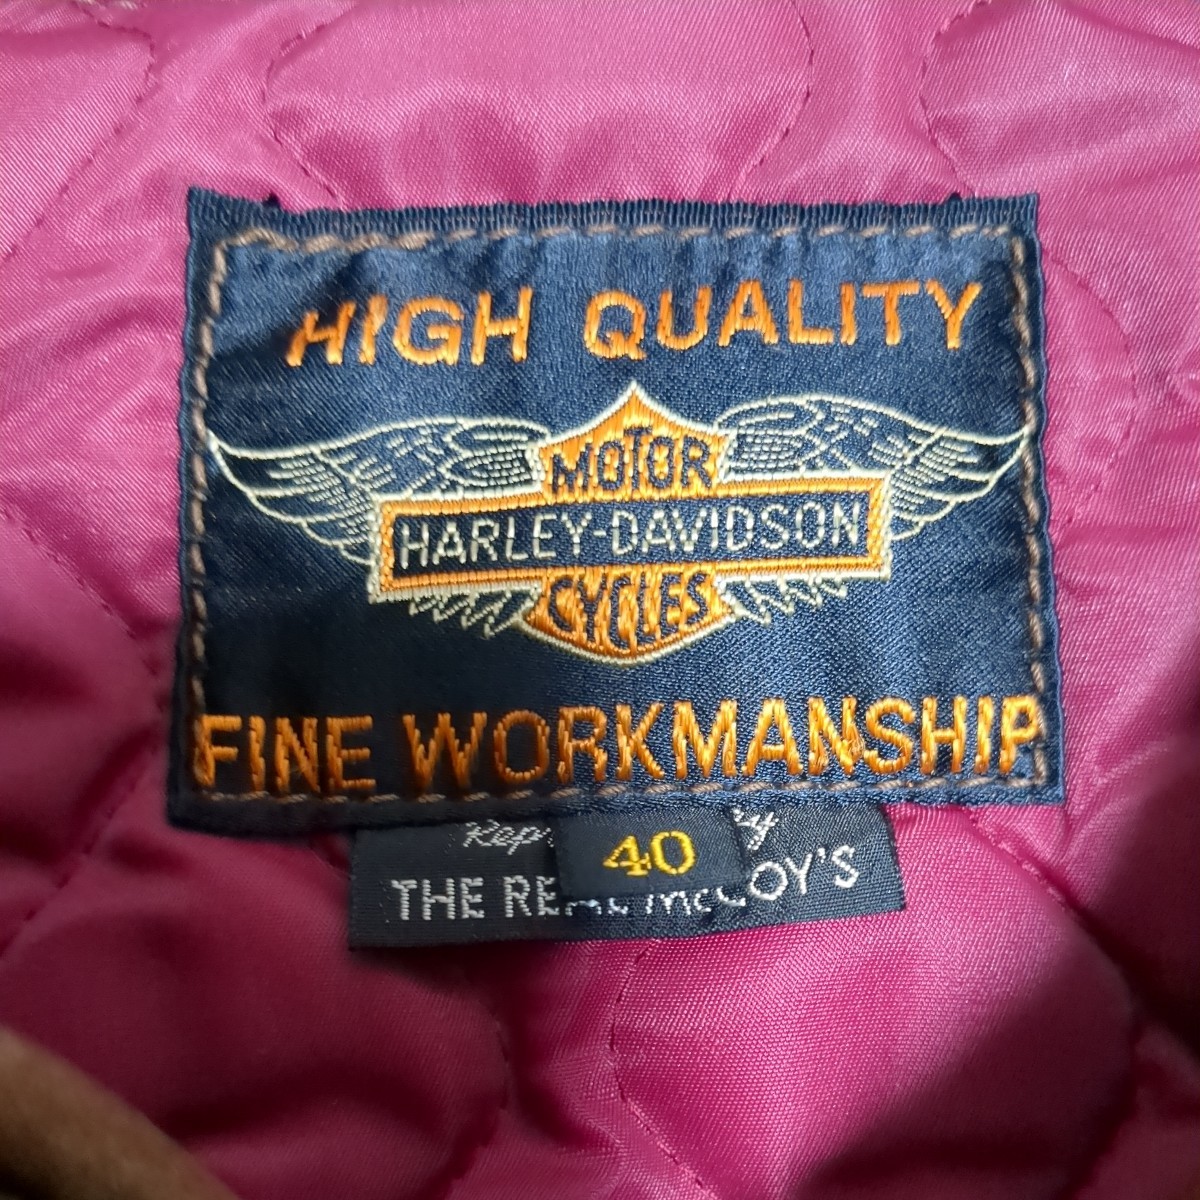 HIGH QUALITY
MOTOR
HARLEY-DAVIDSON
CYCLES
FINE WORKMANSHIP
40
THE REAL McCOY'S